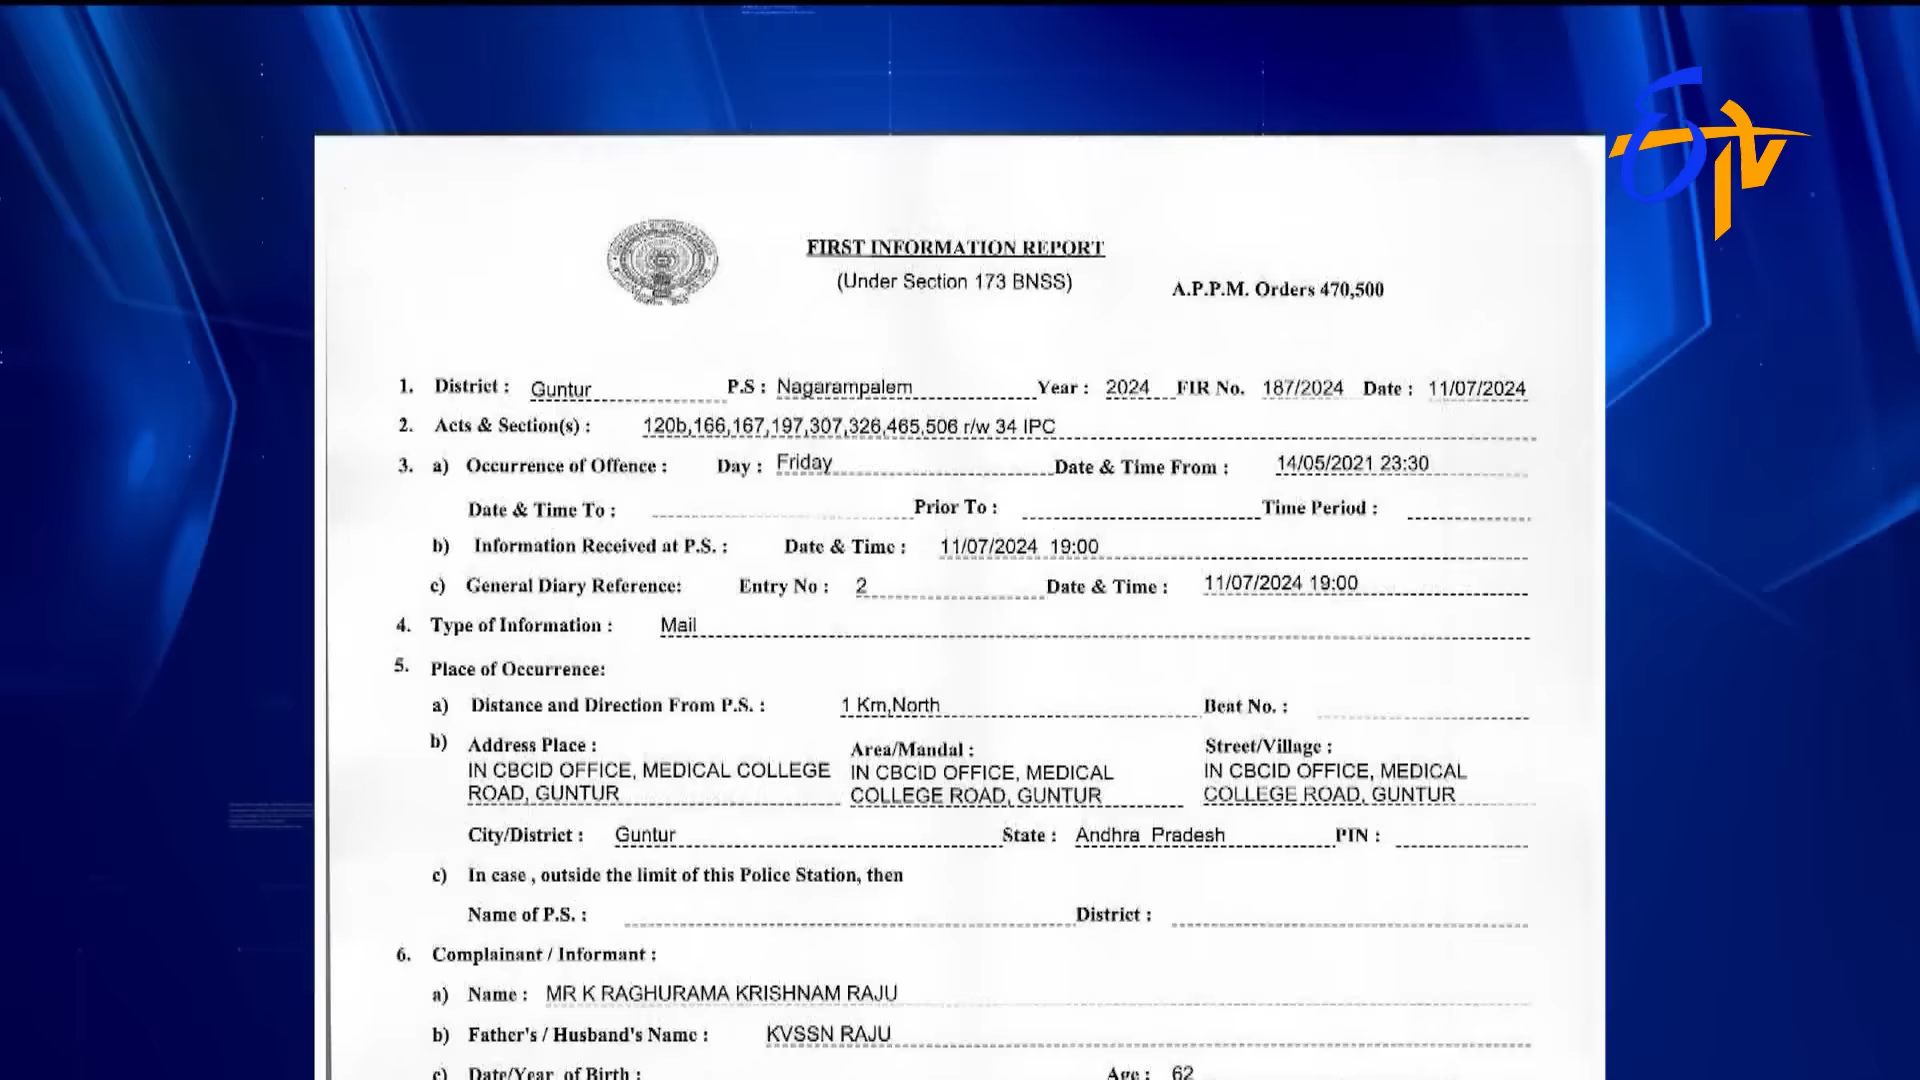 ETV
FIRST INFORMATION REPORT
(Under Section 173 BNSS)
A.P.P.M. Orders 470,500
1. District : Guntur P.S : Nagarampalem Year : 2024 FIR No. 187/2024 Date : 11/07/2024
2. Acts & Section(s) : 120b,166,167,197,307,326,465,506 r/w 34 IPC
3. a) Occurrence of Offence : Day : Friday Date & Time From : 14/05/2021 23:30
Date & Time To : Prior To : Time Period :
b) Information Received at P.S. : Date & Time : 11/07/2024 19:00
c) General Diary Reference: Entry No : 2 Date & Time : 11/07/2024 19:00
4. Type of Information : Mail
5. Place of Occurrence:
a) Distance and Direction From P.S. : 1 Km,North Beat No. :
b) Address Place : Area/Mandal : Street/Village :
IN CBCID OFFICE, MEDICAL COLLEGE IN CBCID OFFICE, MEDICAL IN CBCID OFFICE, MEDICAL
ROAD, GUNTUR COLLEGE ROAD, GUNTUR COLLEGE ROAD, GUNTUR
City/District : Guntur State : Andhra Pradesh PIN :
c) In case , outside the limit of this Police Station, then
Name of P.S. : District :
6. Complainant / Informant :
a) Name : MR K RAGHURAMA KRISHNAM RAJU
b) Father's / Husband's Name : KVSSN RAJU
c) Date/Year of Birth : Age : 62